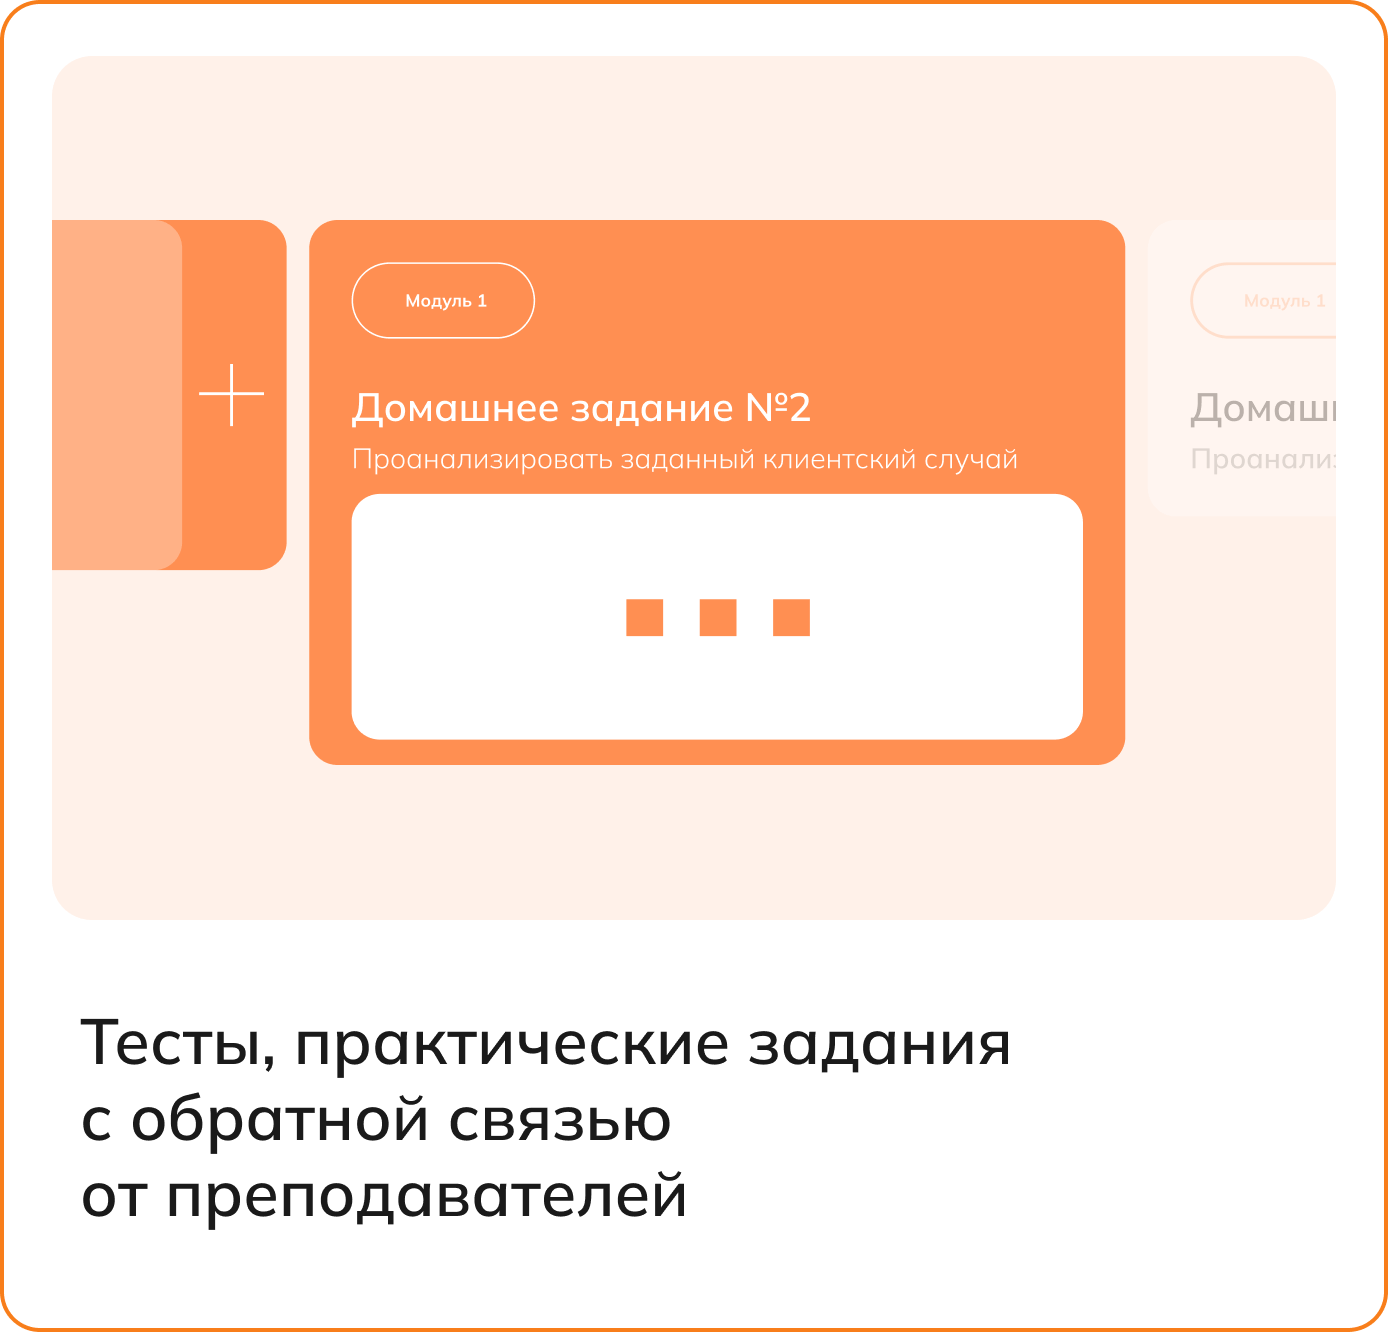 Модуль 1
Домашнее задание №2
Проанализировать заданный клиентский случай
Модуль 1
Тесты, практические задания
с обратной связью
от преподавателей